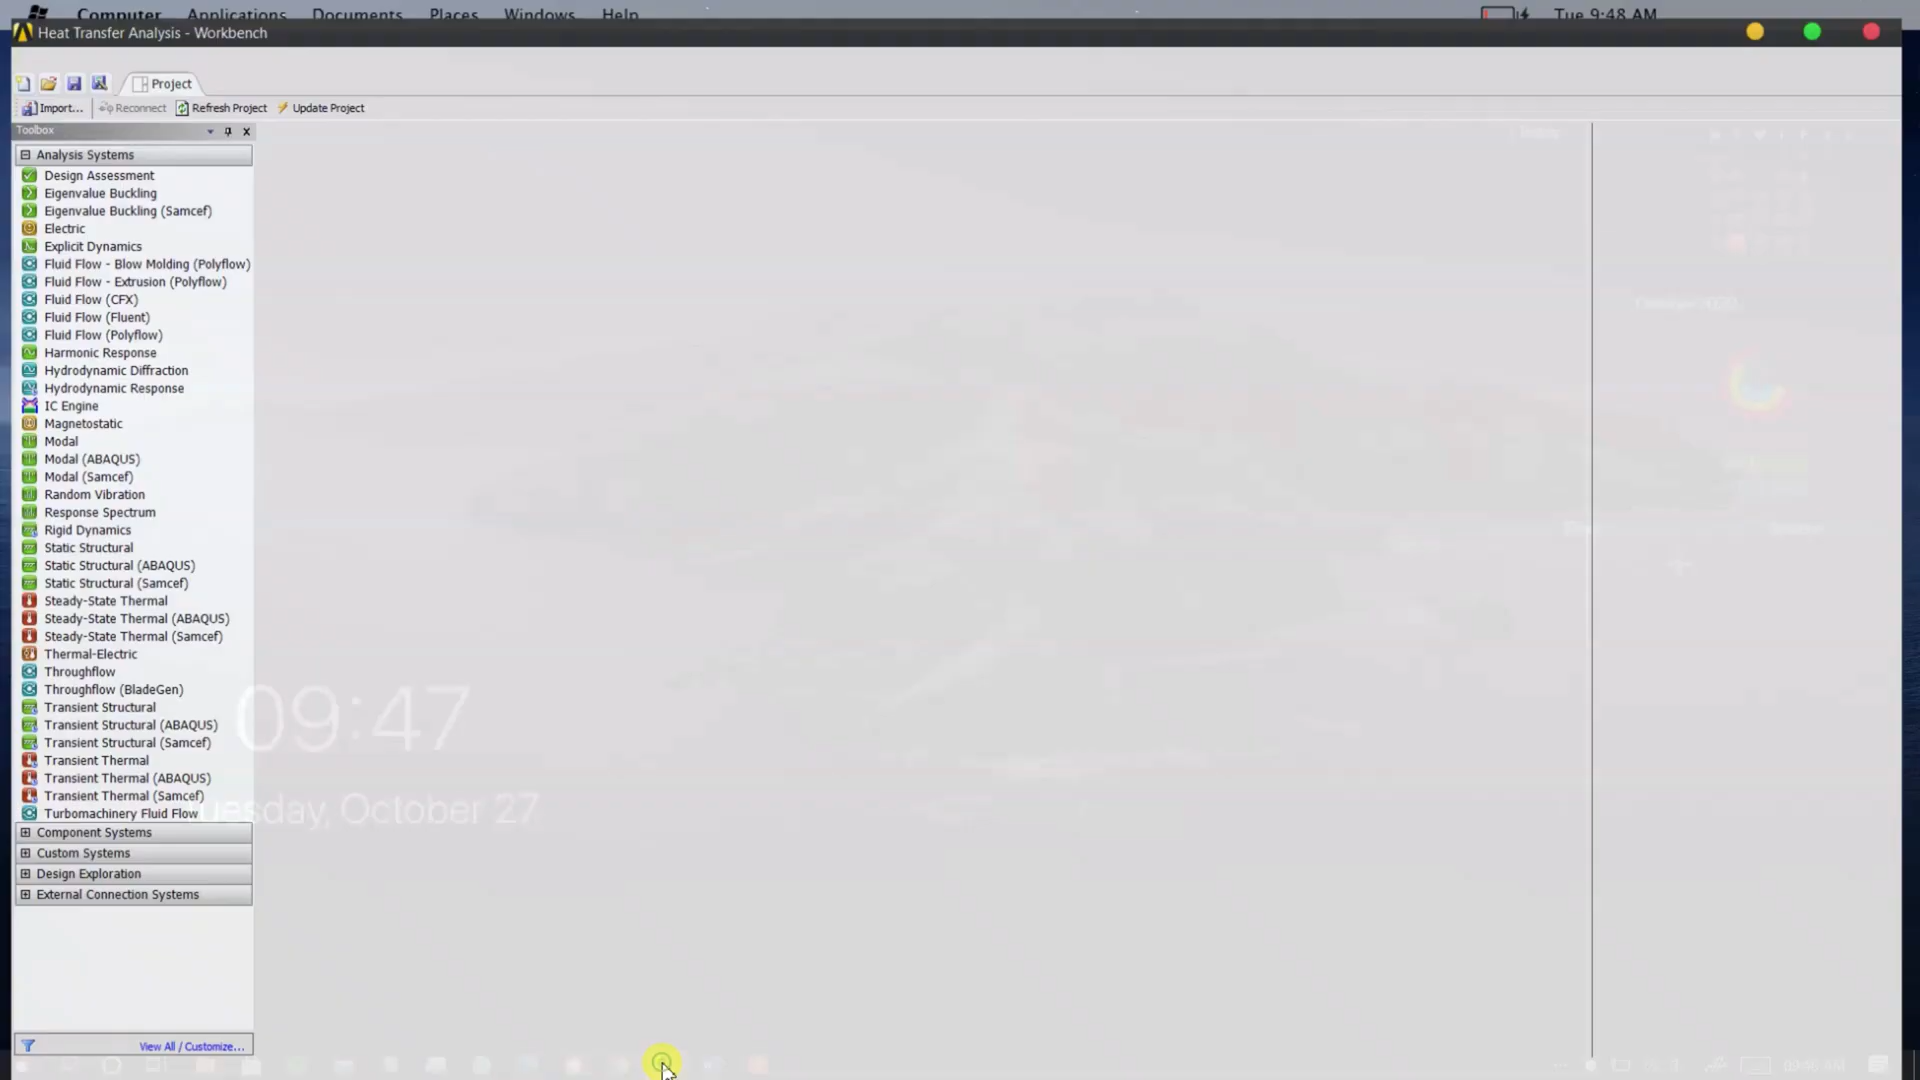 Computer Applications Documents Places Windows Help Tue 9:48 AM
Heat Transfer Analysis - Workbench
Project
Import... Reconnect Refresh Project Update Project
Toolbox
Analysis Systems
Design Assessment
Eigenvalue Buckling
Eigenvalue Buckling (Samcef)
Electric
Explicit Dynamics
Fluid Flow - Blow Molding (Polyflow)
Fluid Flow - Extrusion (Polyflow)
Fluid Flow (CFX)
Fluid Flow (Fluent)
Fluid Flow (Polyflow)
Harmonic Response
Hydrodynamic Diffraction
Hydrodynamic Response
IC Engine
Magnetostatic
Modal
Modal (ABAQUS)
Modal (Samcef)
Random Vibration
Response Spectrum
Rigid Dynamics
Static Structural
Static Structural (ABAQUS)
Static Structural (Samcef)
Steady-State Thermal
Steady-State Thermal (ABAQUS)
Steady-State Thermal (Samcef)
Thermal-Electric
Throughflow
Throughflow (BladeGen)
Transient Structural
Transient Structural (ABAQUS)
Transient Structural (Samcef)
Transient Thermal
Transient Thermal (ABAQUS)
Transient Thermal (Samcef)
Turbomachinery Fluid Flow
Component Systems
Custom Systems
Design Exploration
External Connection Systems
View All / Customize...
09:47
Tuesday, October 27